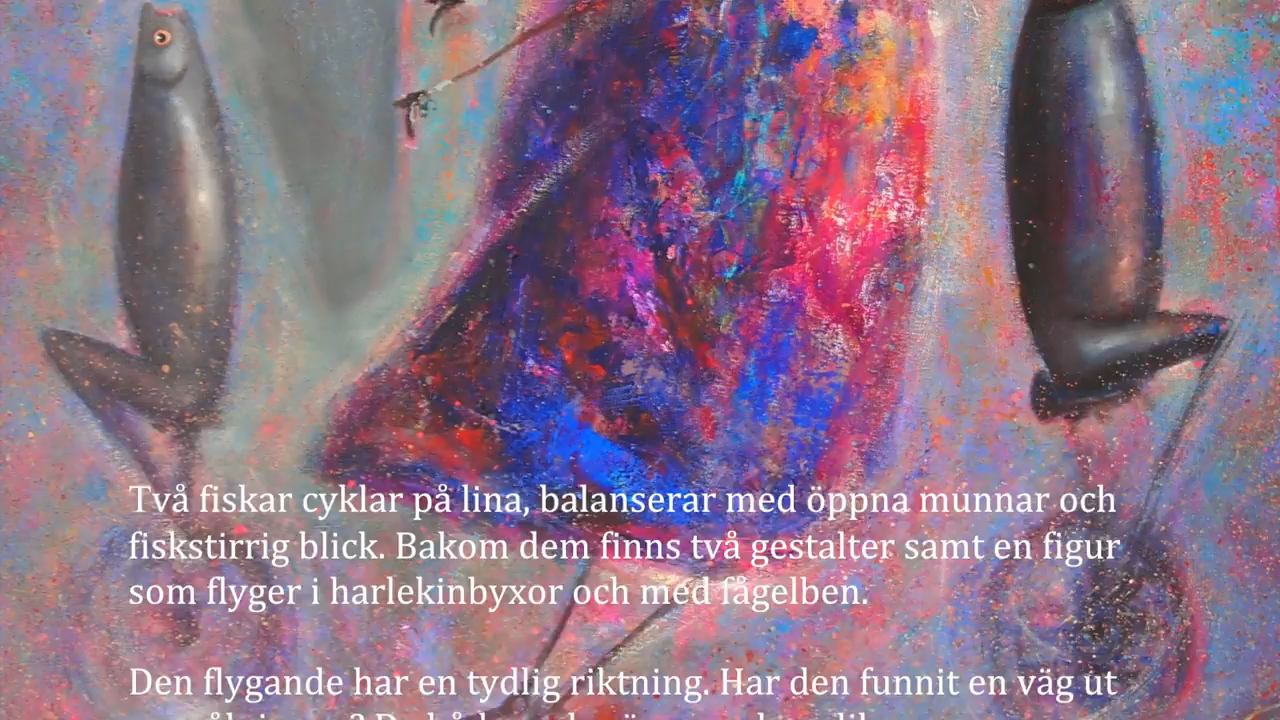 Två fiskar cyklar på lina, balanserar med öppna munnar och
fiskstirrig blick. Bakom dem finns två gestalter samt en figur
som flyger i harlekinbyxor och med fågelben.
Den flygande har en tydlig riktning. Har den funnit en väg ut